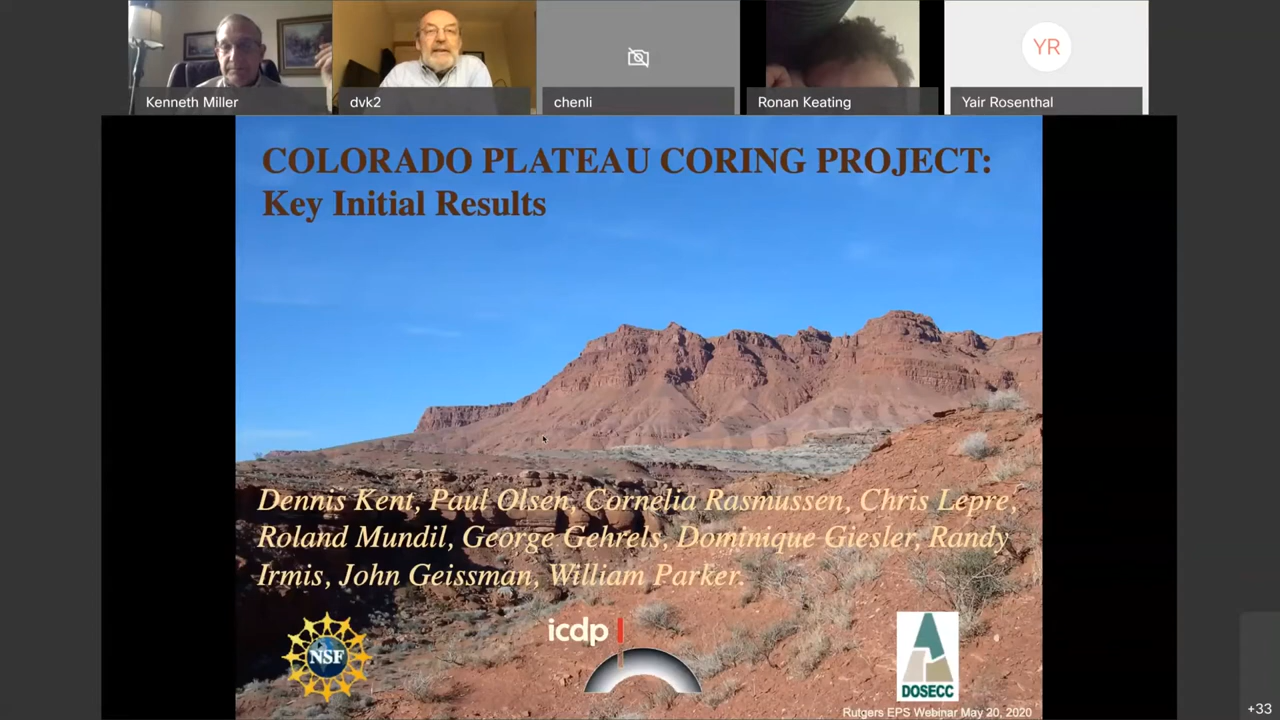 Kenneth Miller
dvk2
chenli
Ronan Keating
YR
Yair Rosenthal
COLORADO PLATEAU CORING PROJECT:
Key Initial Results
Dennis Kent, Paul Olsen, Cornelia Rasmussen, Chris Lepre,
Roland Mundil, George Gehrels, Dominique Giesler, Randy
Irmis, John Geissman, William Parker.
NSF
icdp
DOSECC
Rutgers EPS Webinar May 20, 2020
+33